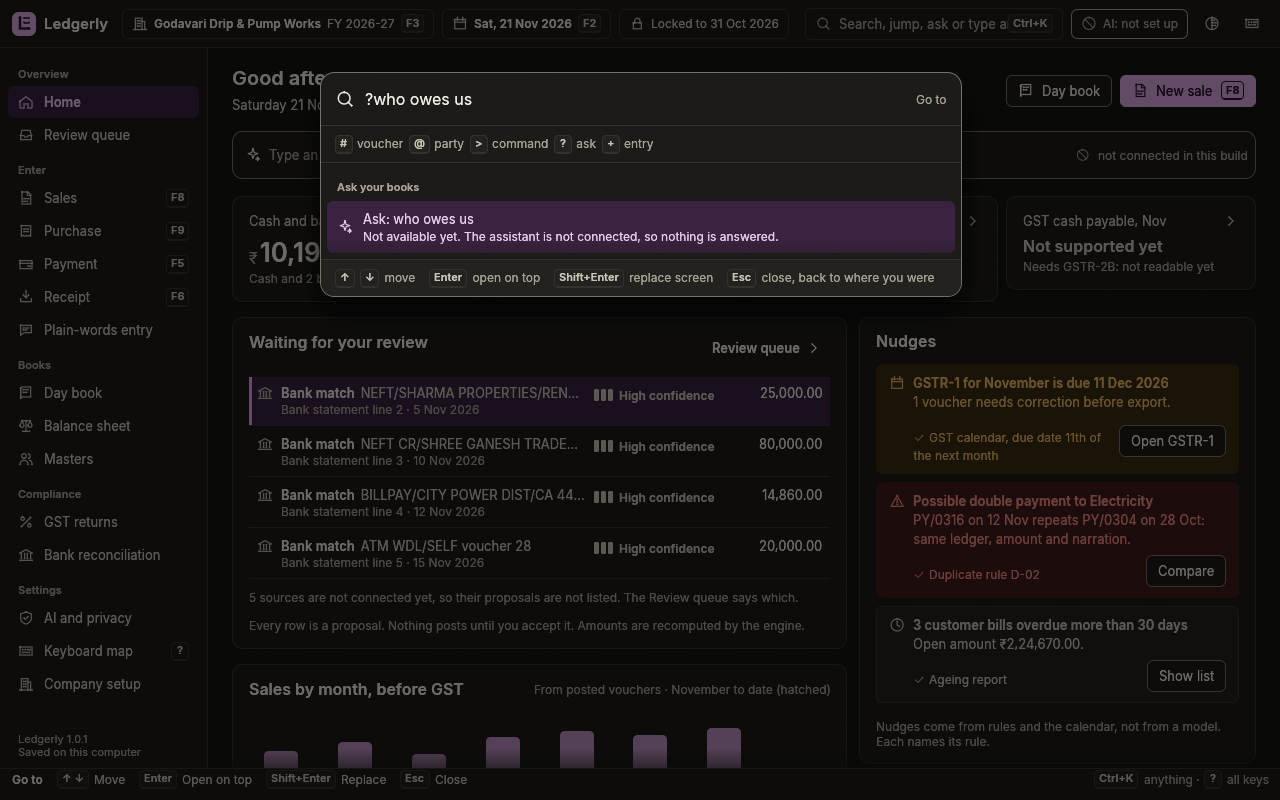 Ledgerly
Godavari Drip & Pump Works FY 2026-27 F3
Sat, 21 Nov 2026 F2
Locked to 31 Oct 2026
Search, jump, ask or type a Ctrl+K
AI: not set up
Overview
Home
Review queue
Enter
Sales F8
Purchase F9
Payment F5
Receipt F6
Plain-words entry
Books
Day book
Balance sheet
Masters
Compliance
GST returns
Bank reconciliation
Settings
AI and privacy
Keyboard map ?
Company setup
Ledgerly 1.0.1
Saved on this computer
Good afte
Saturday 21 No
Day book
New sale F8
Type an
not connected in this build
?who owes us
Go to
# voucher @ party > command ? ask + entry
Ask your books
Ask: who owes us
Not available yet. The assistant is not connected, so nothing is answered.
↑ ↓ move Enter open on top Shift+Enter replace screen Esc close, back to where you were
Cash and ba
₹10,19
Cash and 2 b
GST cash payable, Nov
Not supported yet
Needs GSTR-2B: not readable yet
Waiting for your review
Review queue
Bank match NEFT/SHARMA PROPERTIES/REN... High confidence 25,000.00
Bank statement line 2 · 5 Nov 2026
Bank match NEFT CR/SHREE GANESH TRADE... High confidence 80,000.00
Bank statement line 3 · 10 Nov 2026
Bank match BILLPAY/CITY POWER DIST/CA 44... High confidence 14,860.00
Bank statement line 4 · 12 Nov 2026
Bank match ATM WDL/SELF voucher 28 High confidence 20,000.00
Bank statement line 5 · 15 Nov 2026
5 sources are not connected yet, so their proposals are not listed. The Review queue says which.
Every row is a proposal. Nothing posts until you accept it. Amounts are recomputed by the engine.
Sales by month, before GST
From posted vouchers · November to date (hatched)
Nudges
GSTR-1 for November is due 11 Dec 2026
1 voucher needs correction before export.
✓ GST calendar, due date 11th of
the next month
Open GSTR-1
Possible double payment to Electricity
PY/0316 on 12 Nov repeats PY/0304 on 28 Oct:
same ledger, amount and narration.
✓ Duplicate rule D-02
Compare
3 customer bills overdue more than 30 days
Open amount ₹2,24,670.00.
✓ Ageing report
Show list
Nudges come from rules and the calendar, not from a model.
Each names its rule.
Go to ↑↓ Move Enter Open on top Shift+Enter Replace Esc Close
Ctrl+K anything · ? all keys